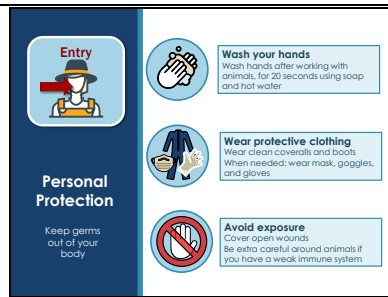 Entry
Personal
Protection
Keep germs
out of your
body
Wash your hands
Wash hands after working with
animals, for 20 seconds using soap
and hot water
Wear protective clothing
Wear clean coveralls and boots
When needed: wear mask, goggles,
and gloves
Avoid exposure
Cover open wounds
Be extra careful around animals if
you have a weak immune system